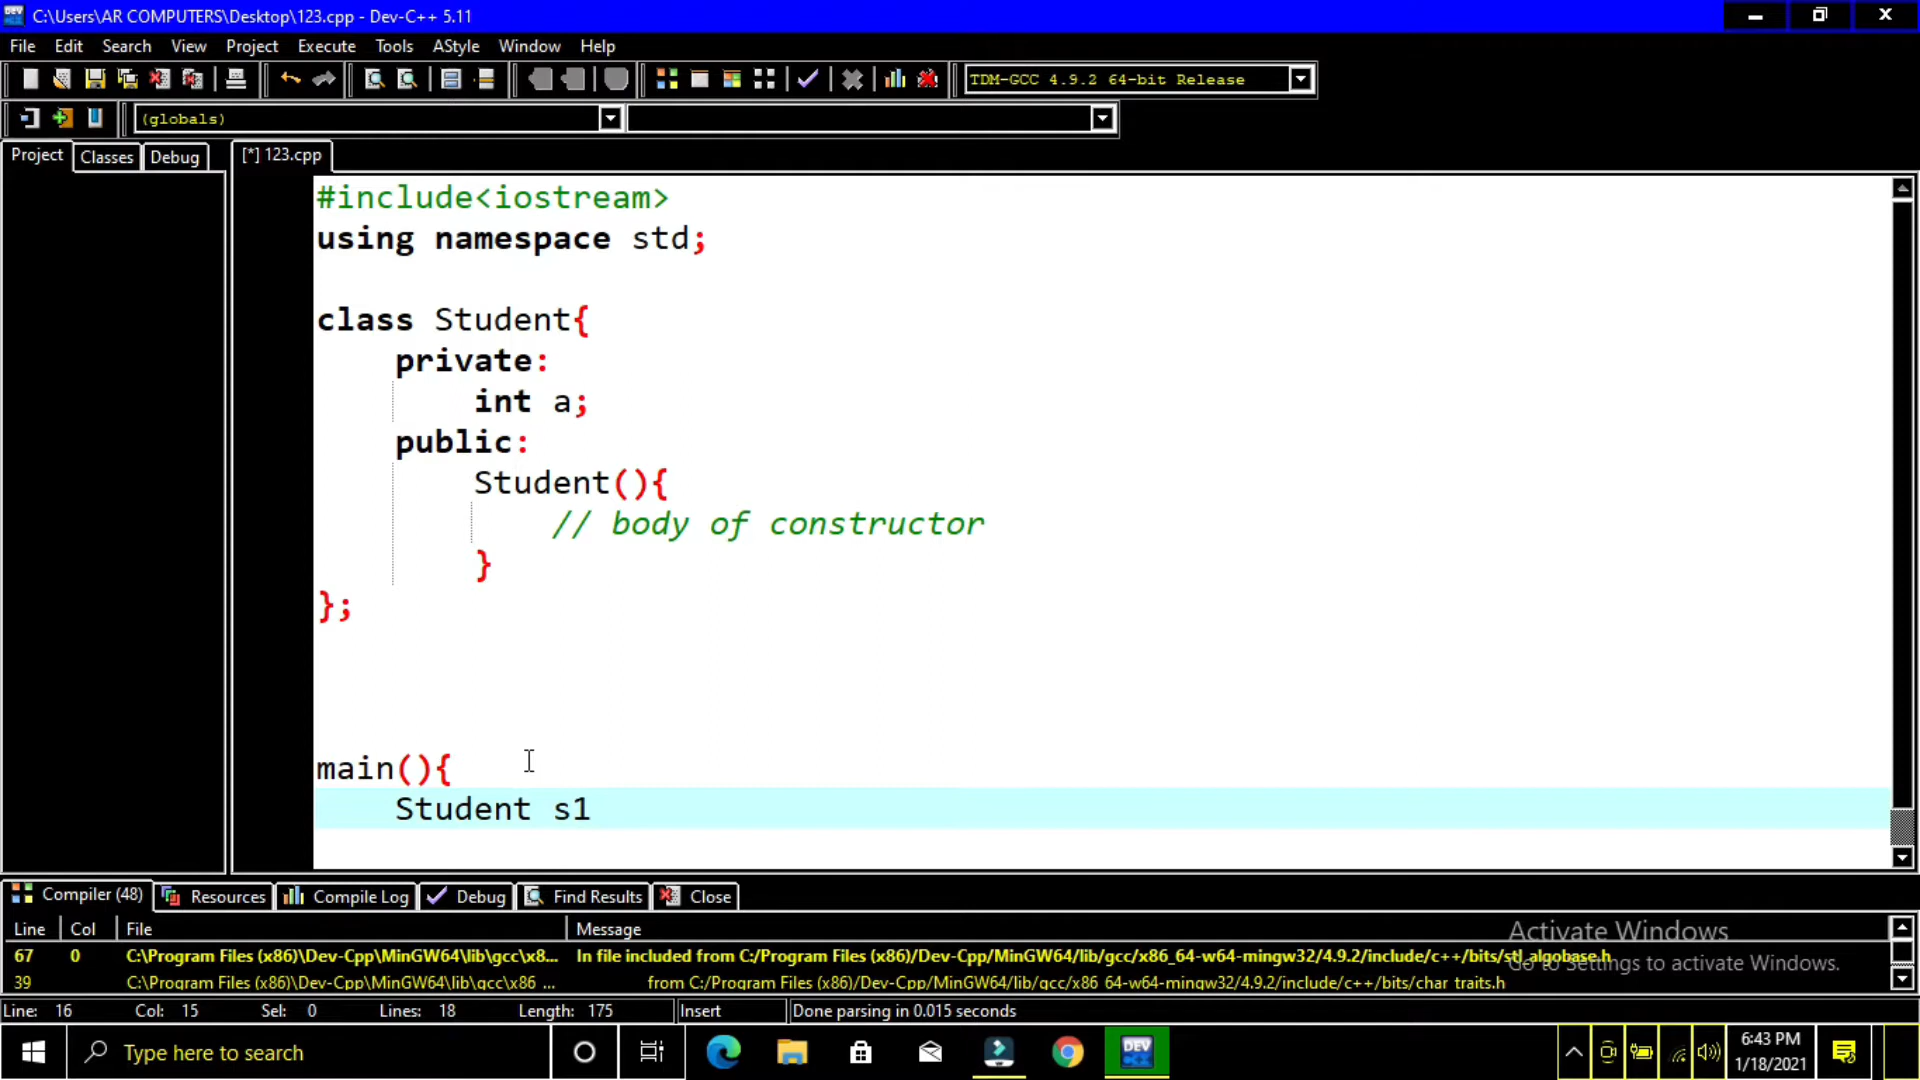 C:\Users\AR COMPUTERS\Desktop\123.cpp - Dev-C++ 5.11
File Edit Search View Project Execute Tools AStyle Window Help
TDM-GCC 4.9.2 64-bit Release
(globals)
Project Classes Debug [*] 123.cpp
#include<iostream>
using namespace std;
class Student{
private:
int a;
public:
Student(){
// body of constructor
}
};
main(){
Student s1
Compiler (48) Resources Compile Log Debug Find Results Close
Line Col File Message
67 0 C:\Program Files (x86)\Dev-Cpp\MinGW64\lib\gcc\x8... In file included from C:/Program Files (x86)/Dev-Cpp/MinGW64/lib/gcc/x86_64-w64-mingw32/4.9.2/include/c++/bits/stl_algobase.h
39 C:\Program Files (x86)\Dev-Cpp\MinGW64\lib\gcc\x86 ... from C:/Program Files (x86)/Dev-Cpp/MinGW64/lib/gcc/x86_64-w64-mingw32/4.9.2/include/c++/bits/char_traits.h
Activate Windows
Go to Settings to activate Windows.
Line: 16 Col: 15 Sel: 0 Lines: 18 Length: 175 Insert Done parsing in 0.015 seconds
Type here to search
DEV
6:43 PM
1/18/2021